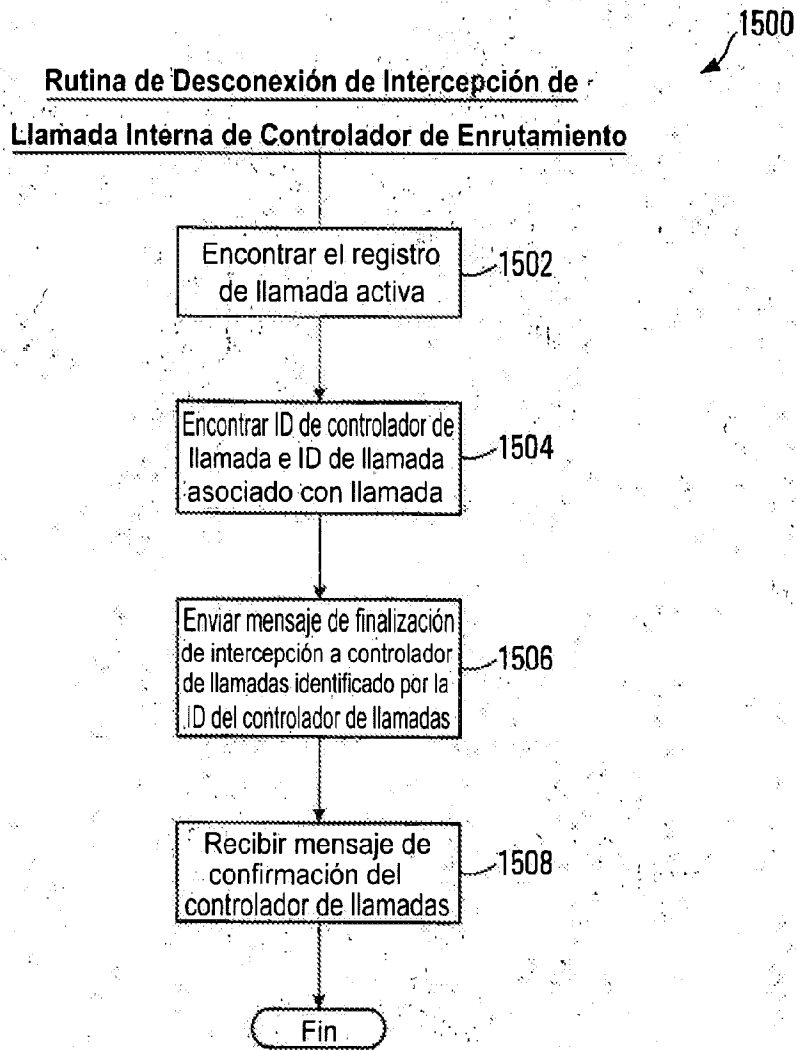 1500
Rutina de Desconexión de Intercepción de
Llamada Interna de Controlador de Enrutamiento
Encontrar el registro
de llamada activa
1502
Encontrar ID de controlador de
llamada e ID de llamada
asociado con llamada
1504
Enviar mensaje de finalización
de intercepción a controlador
de llamadas identificado por la
ID del controlador de llamadas
1506
Recibir mensaje de
confirmación del
controlador de llamadas
1508
Fin